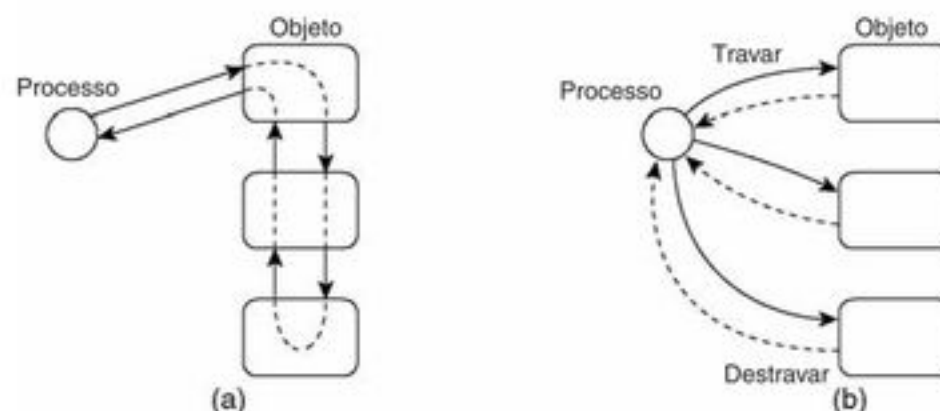 Objeto
Processo
(a)
Objeto
Travar
Processo
Destravar
(b)